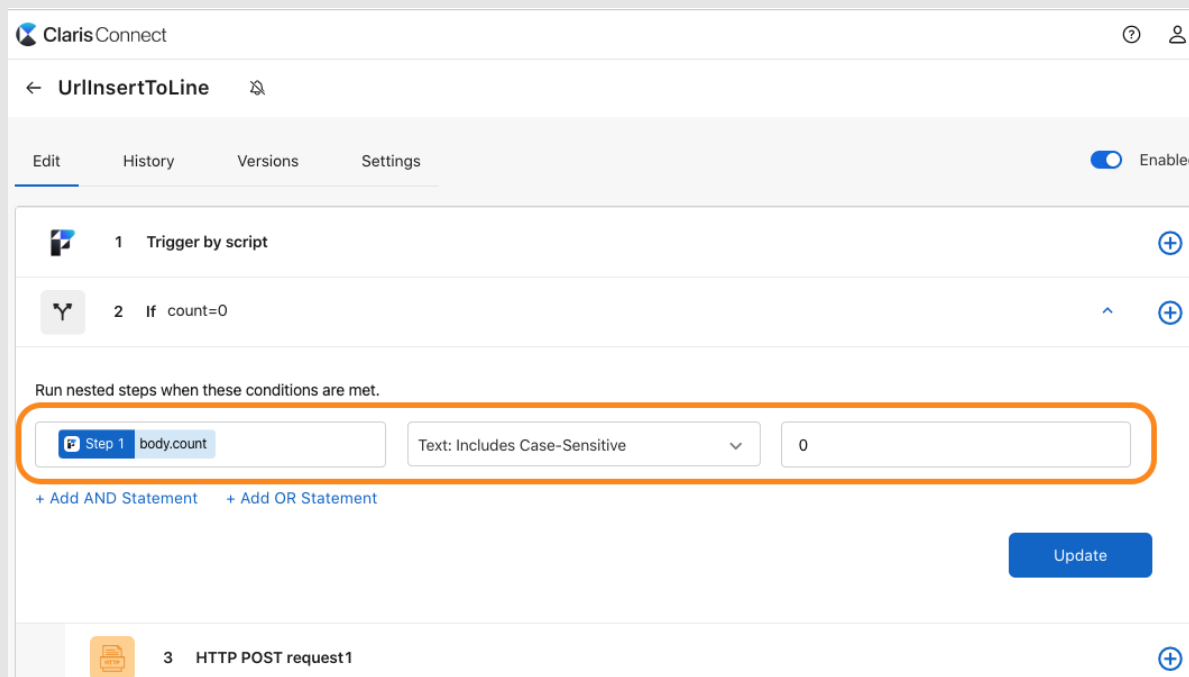 Claris Connect
UrlInsertToLine
Edit History Versions Settings Enable
1 Trigger by script
2 If count=0
Run nested steps when these conditions are met.
Step 1 body.count Text: Includes Case-Sensitive 0
+ Add AND Statement + Add OR Statement
Update
HTTP
3 HTTP POST request1